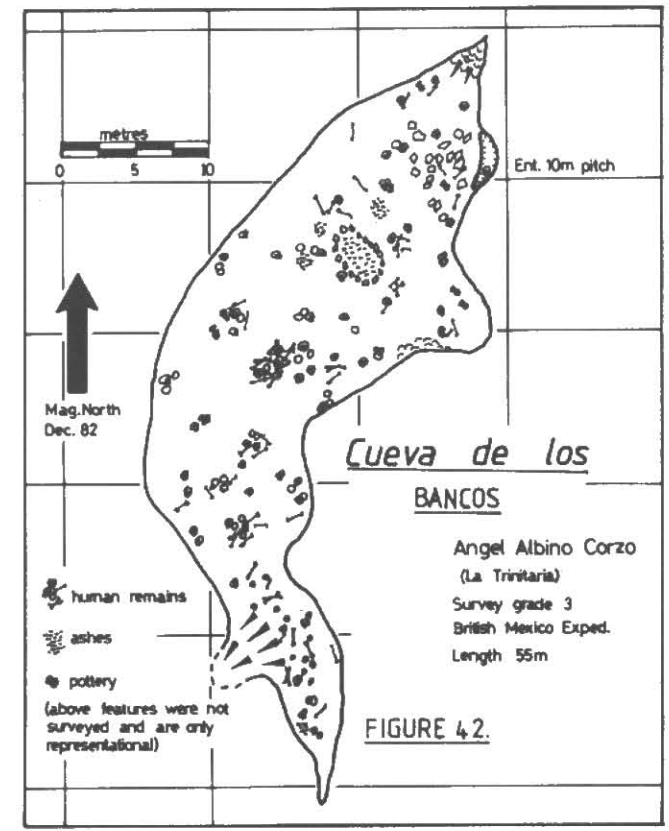 metres
0 5 10
Ent. 10m pitch
Mag.North
Dec. 82
Cueva de los
BANCOS
Angel Albino Corzo
(La Trinitaria)
Survey grade 3
British Mexico Exped.
Length 55m
human remains
ashes
pottery
(above features were not
surveyed and are only
representational)
FIGURE 42.